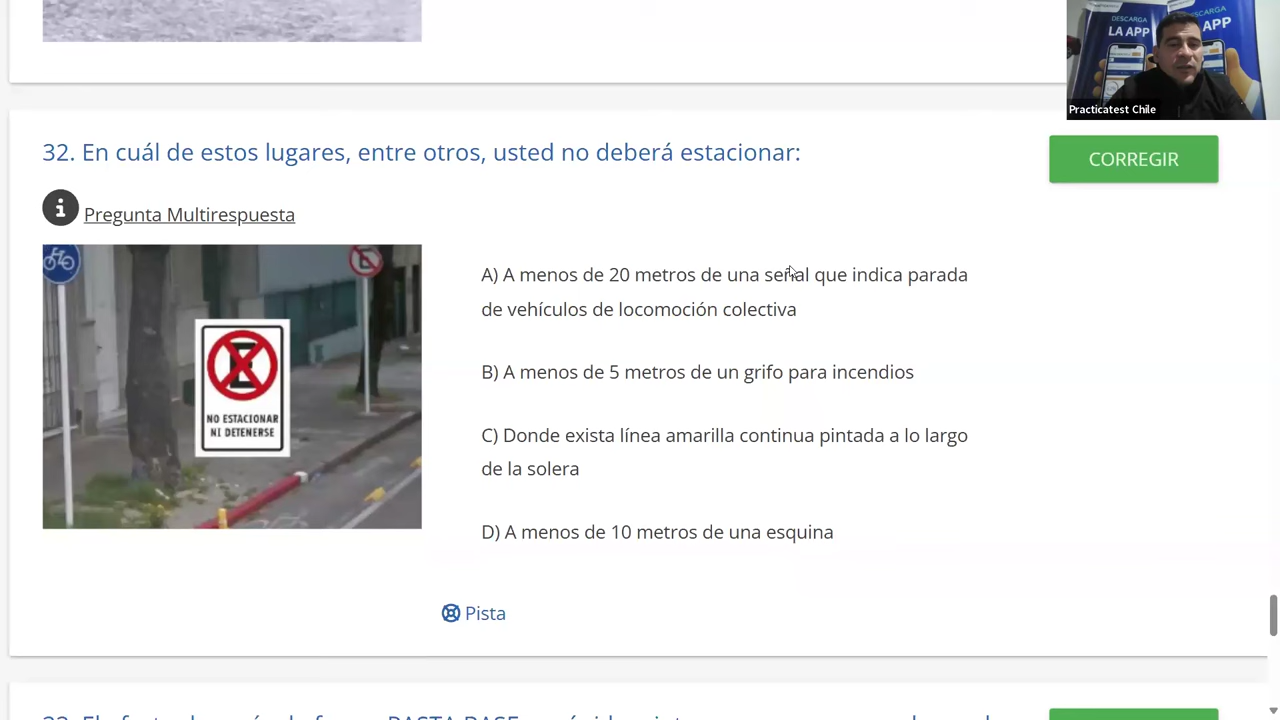 DESCARGA
LA APP
DESCARGA
APP
Practicatest Chile
32. En cuál de estos lugares, entre otros, usted no deberá estacionar:
CORREGIR
Pregunta Multirespuesta
NO ESTACIONAR
NI DETENERSE
A) A menos de 20 metros de una señal que indica parada
de vehículos de locomoción colectiva
B) A menos de 5 metros de un grifo para incendios
C) Donde exista línea amarilla continua pintada a lo largo
de la solera
D) A menos de 10 metros de una esquina
Pista